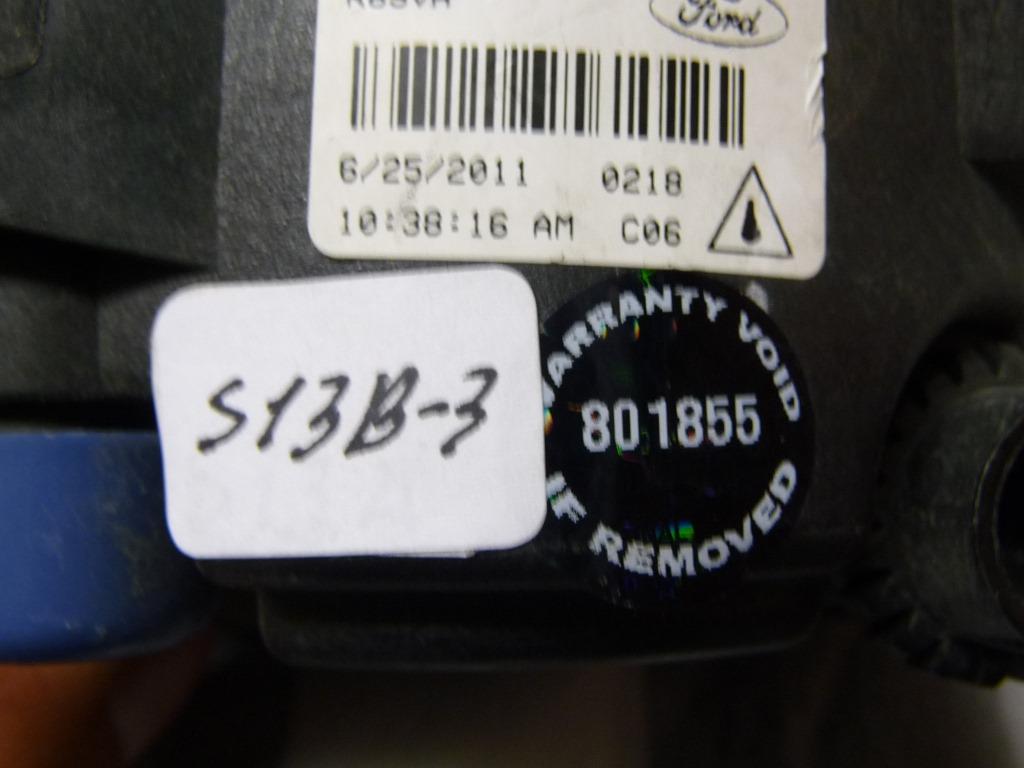 Ford
6/25/2011 0218
10:38:16 AM C06
S13B-3
WARRANTY VOID
801855
IF REMOVED